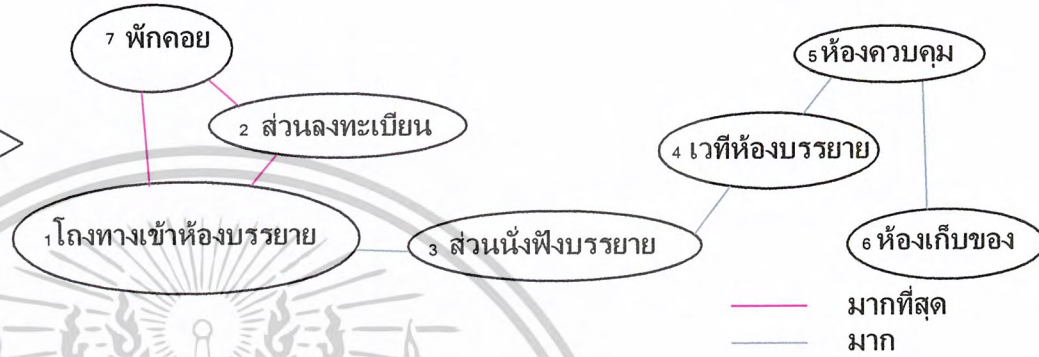 7 พักคอย
5 ห้องควบคุม
2 ส่วนลงทะเบียน
4 เวทีห้องบรรยาย
1 โถงทางเข้าห้องบรรยาย
3 ส่วนนั่งฟังบรรยาย
6 ห้องเก็บของ
มากที่สุด
มาก